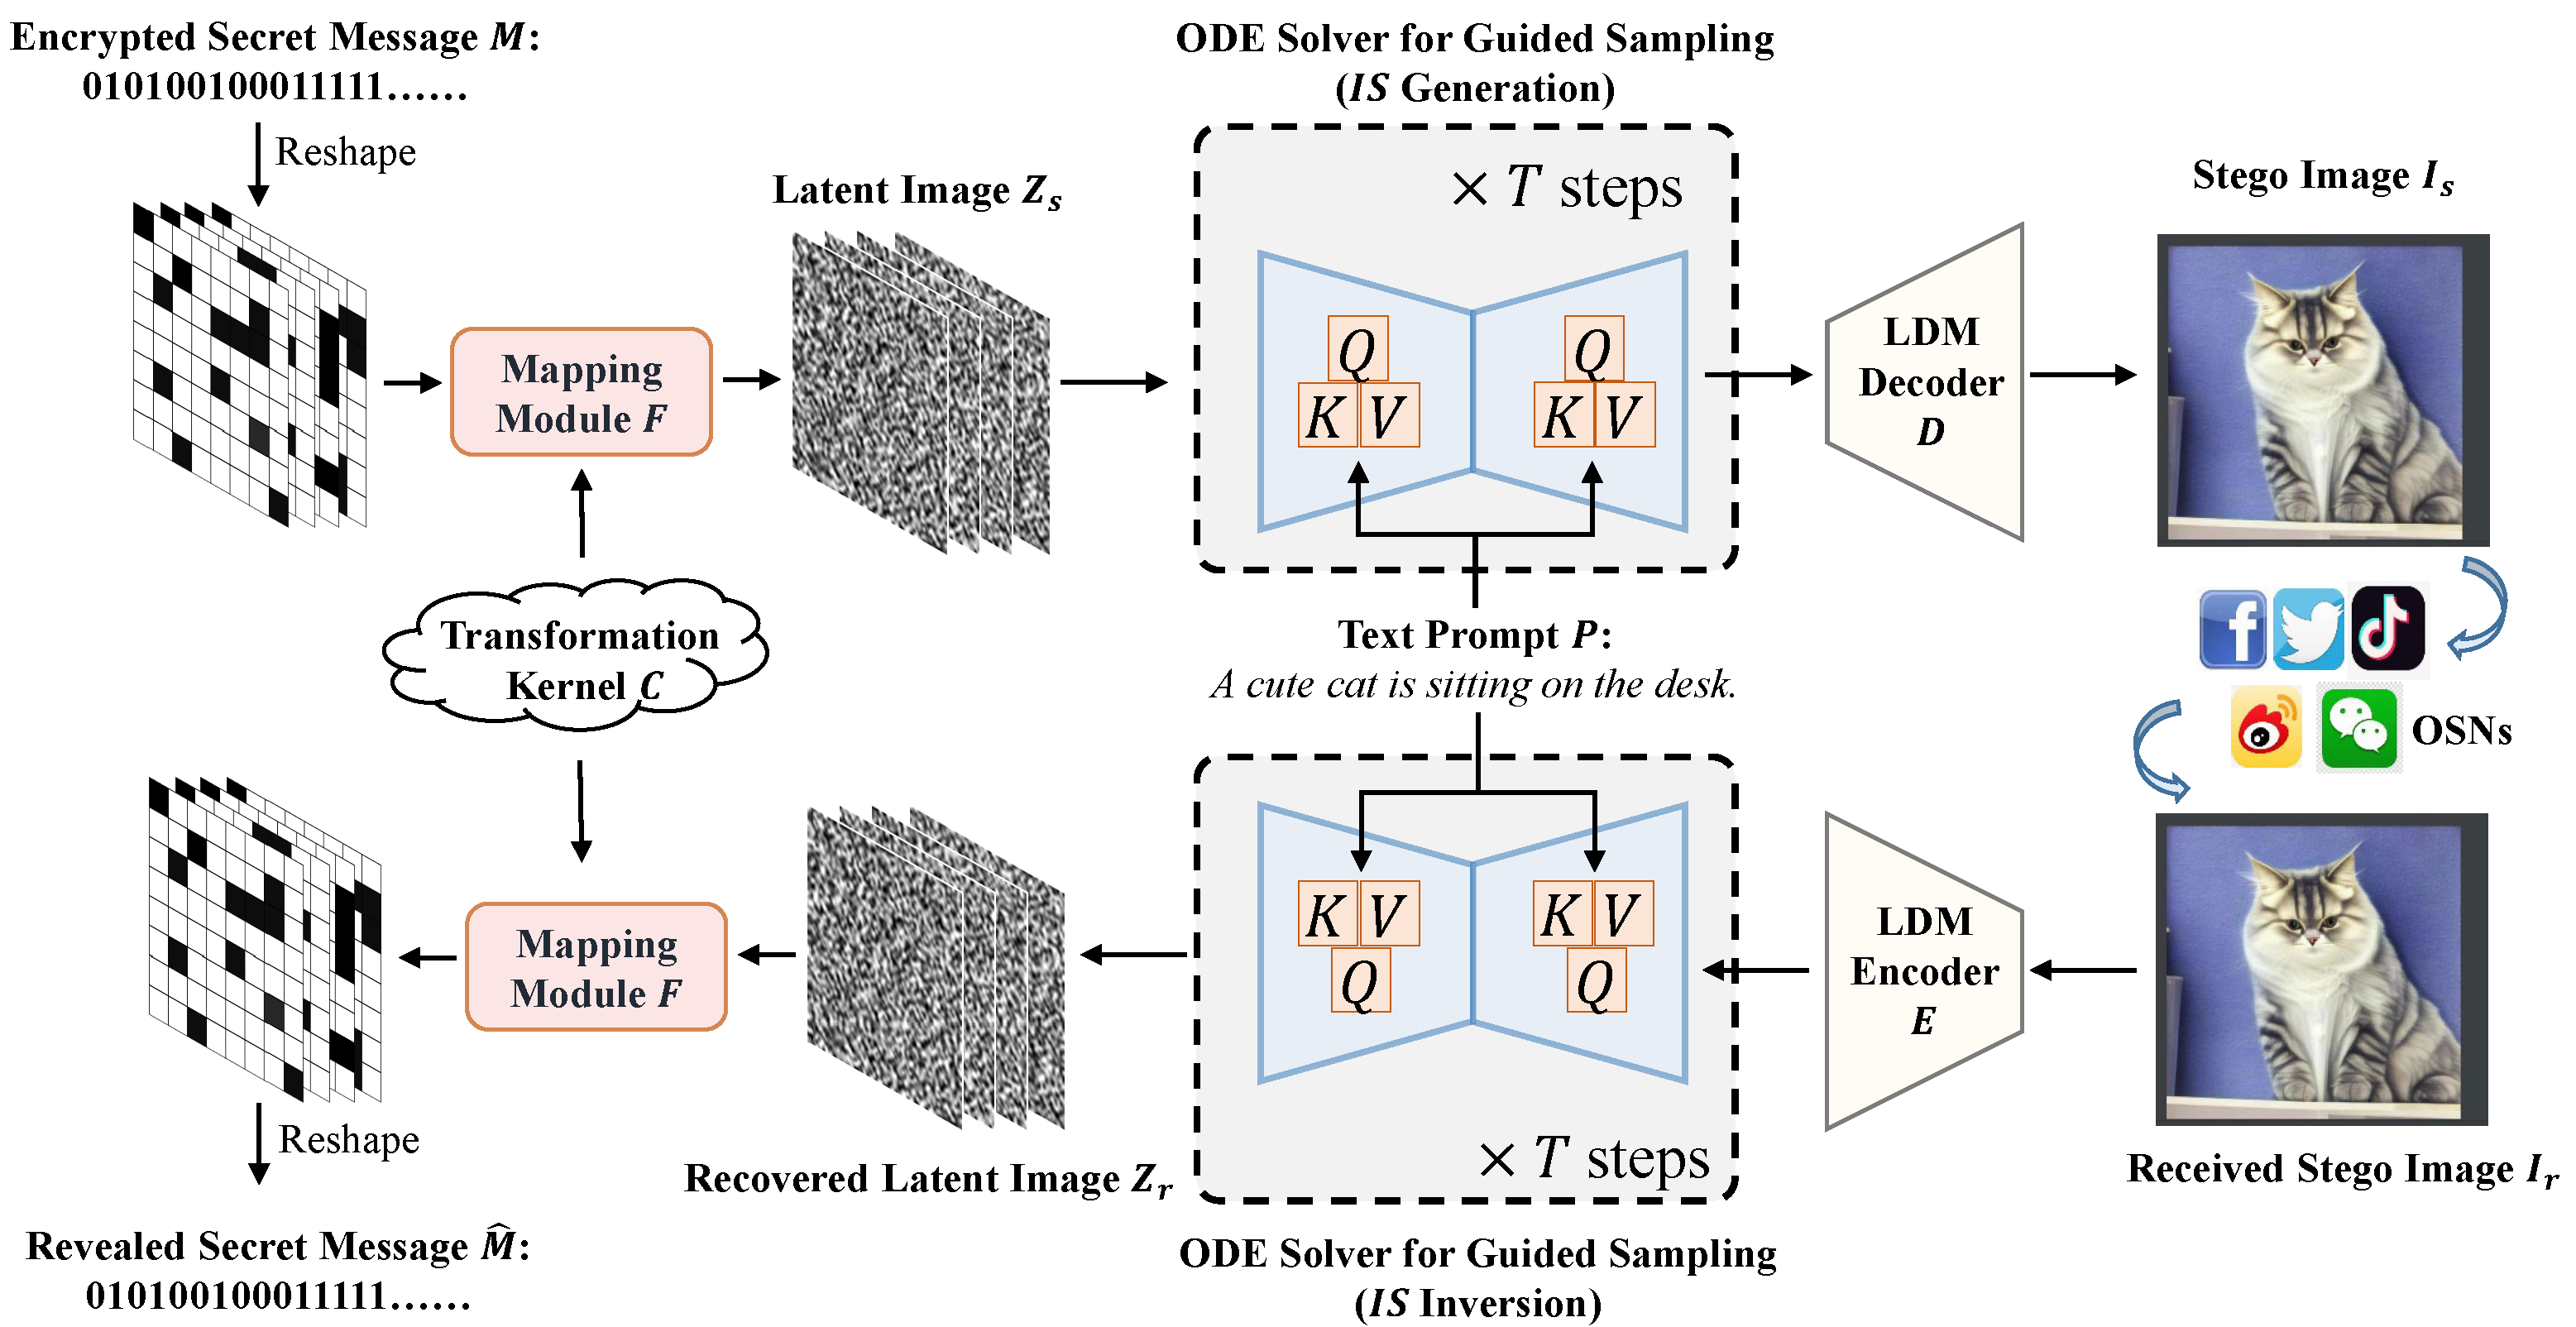 Encrypted Secret Message M:
010100100011111......
Reshape
Mapping
Module F
Latent Image Z_s
ODE Solver for Guided Sampling
(IS Generation)
× T steps
Q
K V
Q
K V
LDM
Decoder
D
Stego Image I_s
Transformation
Kernel C
Text Prompt P:
A cute cat is sitting on the desk.
f
OSNs
Mapping
Module F
Reshape
Revealed Secret Message M̂:
010100100011111......
Recovered Latent Image Z_r
K V
Q
K V
Q
× T steps
ODE Solver for Guided Sampling
(IS Inversion)
LDM
Encoder
E
Received Stego Image I_r